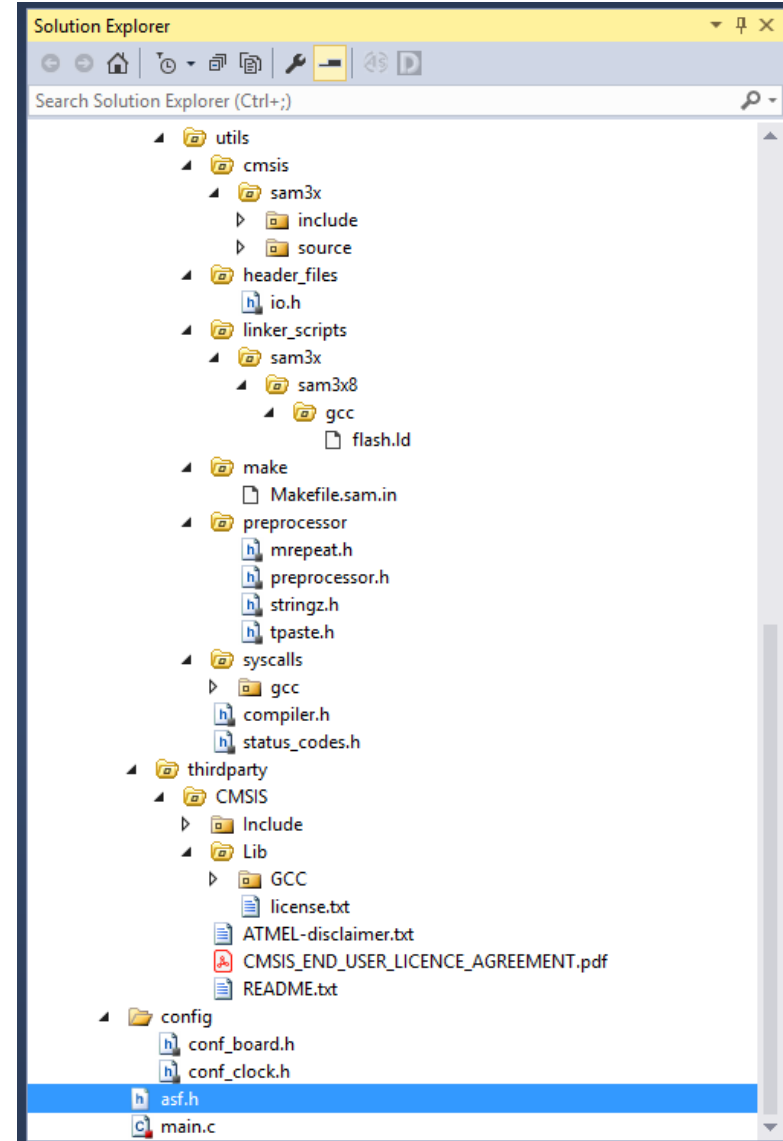 Solution Explorer
Search Solution Explorer (Ctrl+;)
utils
cmsis
sam3x
include
source
header_files
io.h
linker_scripts
sam3x
sam3x8
gcc
flash.ld
make
Makefile.sam.in
preprocessor
mrepeat.h
preprocessor.h
stringz.h
tpaste.h
syscalls
gcc
compiler.h
status_codes.h
thirdparty
CMSIS
Include
Lib
GCC
license.txt
ATMEL-disclaimer.txt
CMSIS_END_USER_LICENCE_AGREEMENT.pdf
README.txt
config
conf_board.h
conf_clock.h
asf.h
main.c